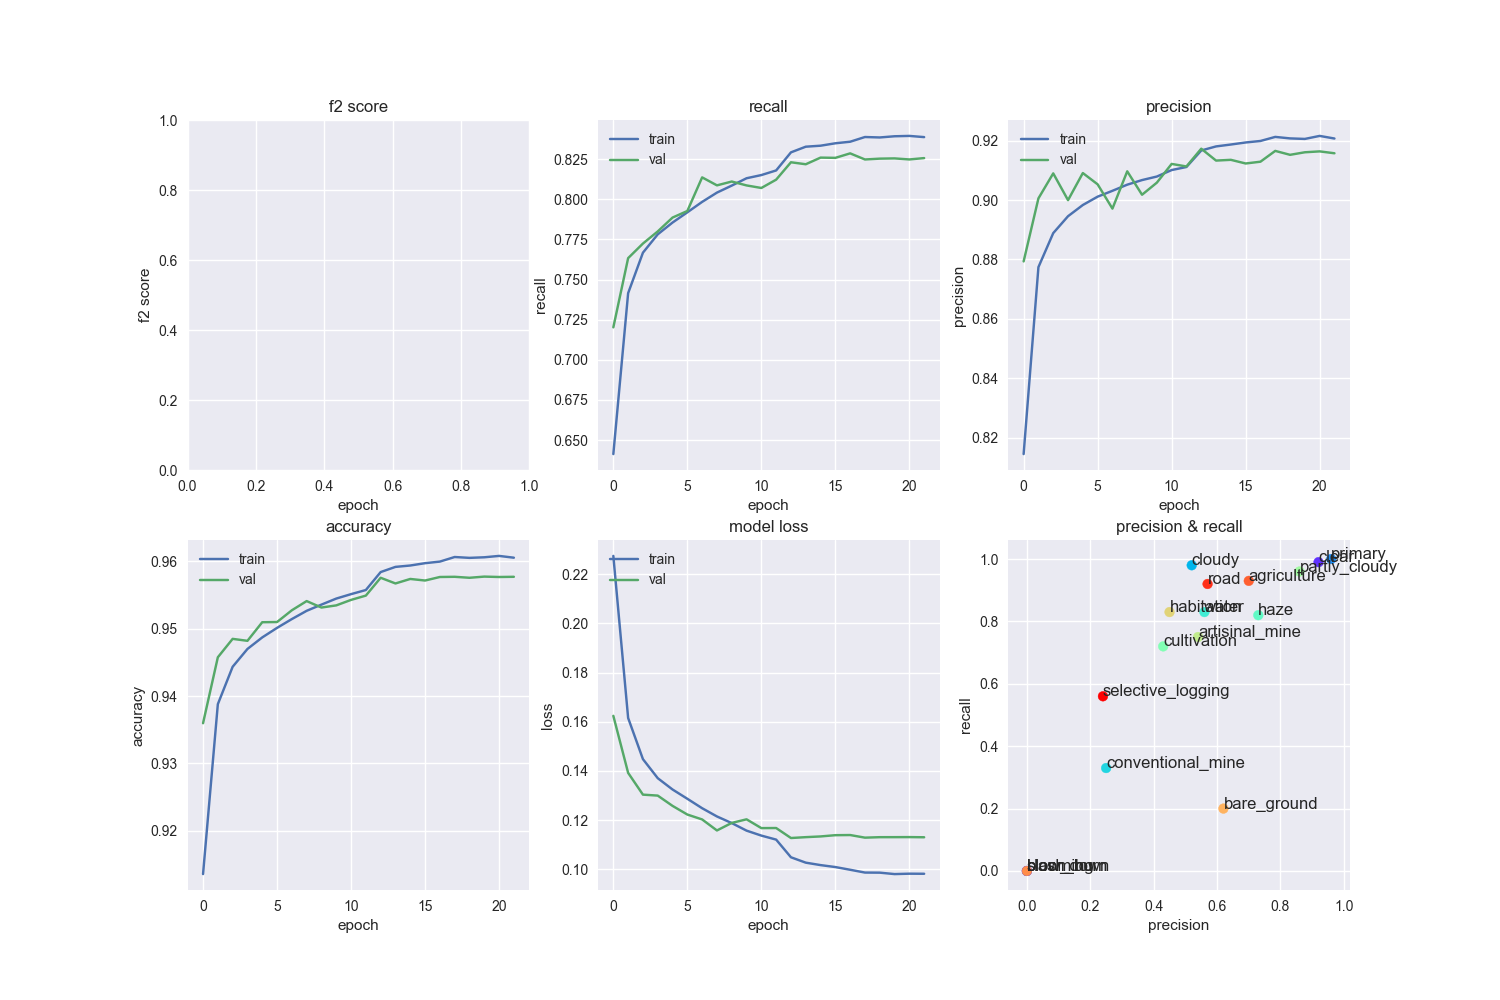 f2 score
1.0
0.8
0.6
0.4
0.2
0.0
f2 score
0.0 0.2 0.4 0.6 0.8 1.0
epoch
recall
train
val
0.825
0.800
0.775
0.750
0.725
0.700
0.675
0.650
recall
0 5 10 15 20
epoch
precision
train
val
0.92
0.90
0.88
0.86
0.84
0.82
precision
0 5 10 15 20
epoch
accuracy
train
val
0.96
0.95
0.94
0.93
0.92
accuracy
0 5 10 15 20
epoch
model loss
train
val
0.22
0.20
0.18
0.16
0.14
0.12
0.10
loss
0 5 10 15 20
epoch
precision & recall
1.0
0.8
0.6
0.4
0.2
0.0
recall
primary
clear
partly_cloudy
cloudy
agriculture
road
habitation
water
haze
artisinal_mine
cultivation
selective_logging
conventional_mine
bare_ground
0.0 0.2 0.4 0.6 0.8 1.0
precision